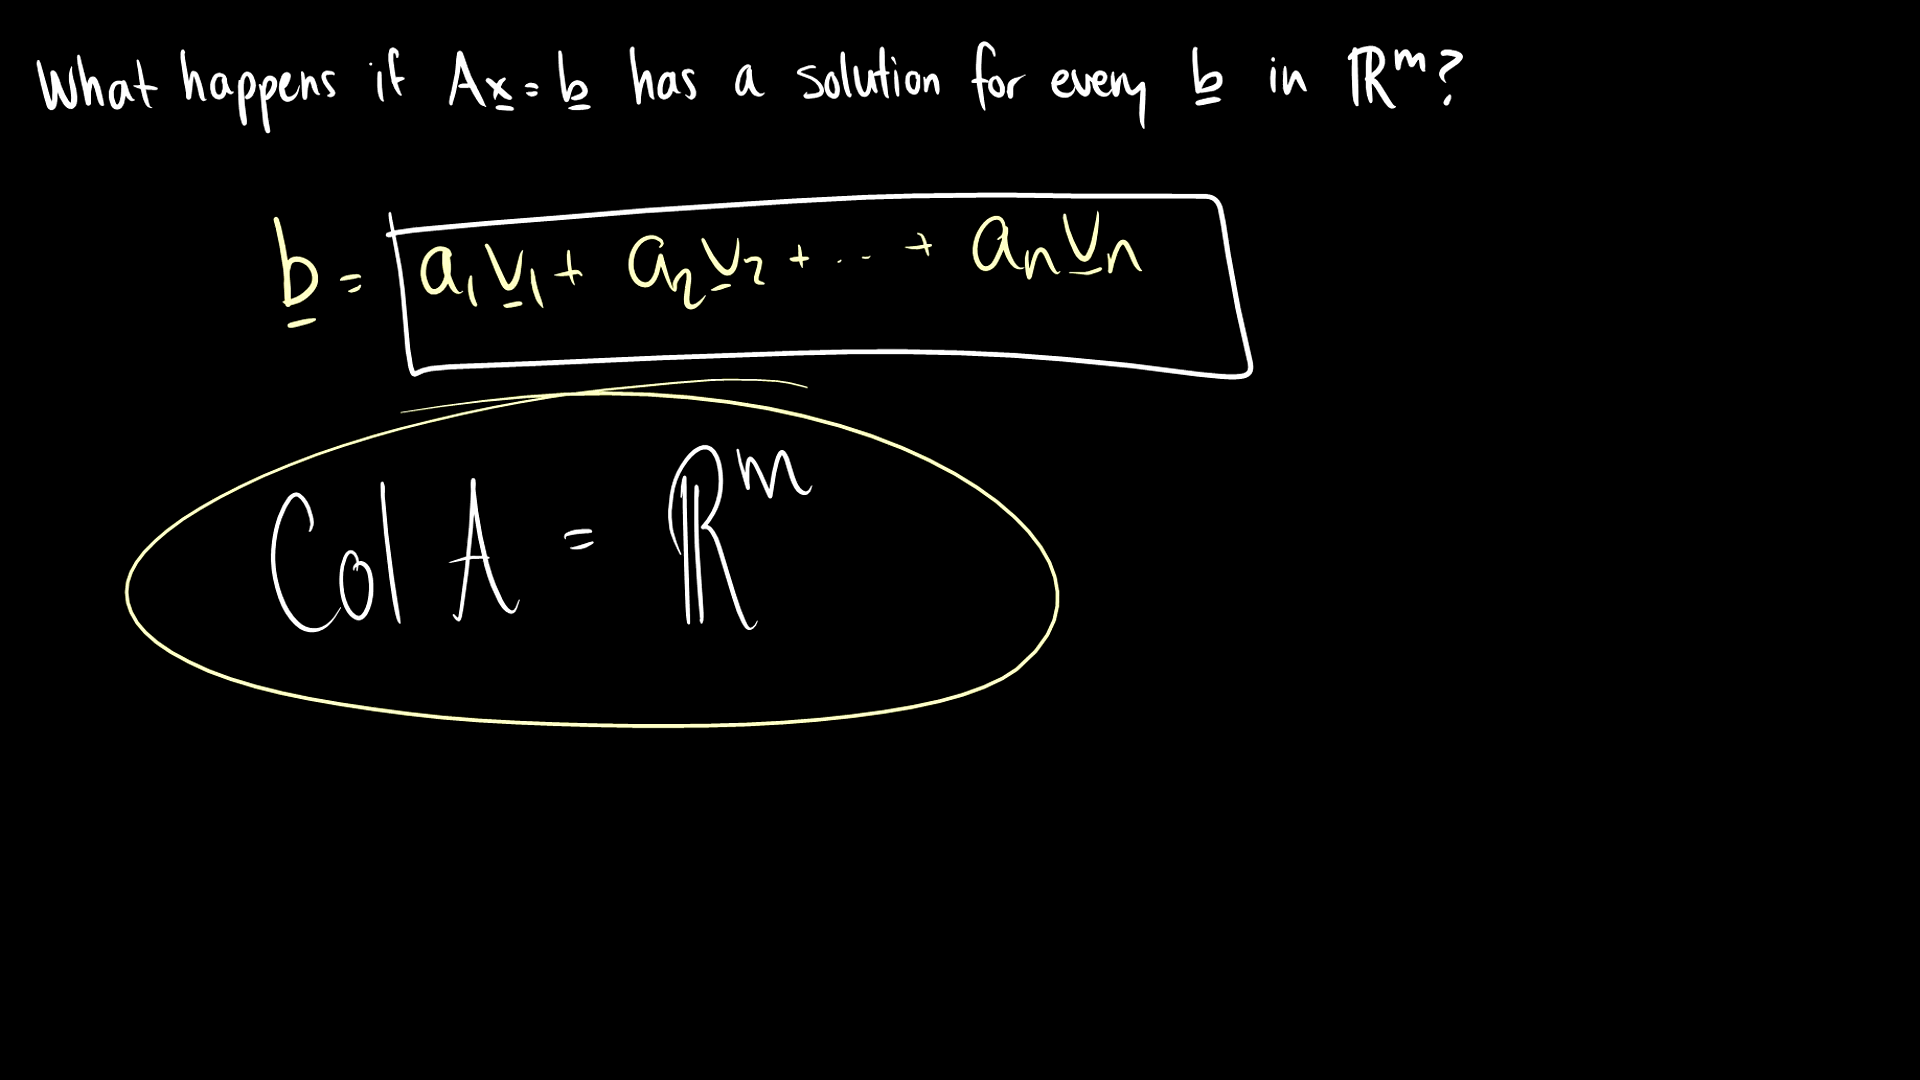 What happens if Ax = b has a solution for every b in ℝᵐ?
b = a₁v₁ + a₂v₂ + ... + aₙvₙ
Col A = ℝᵐ